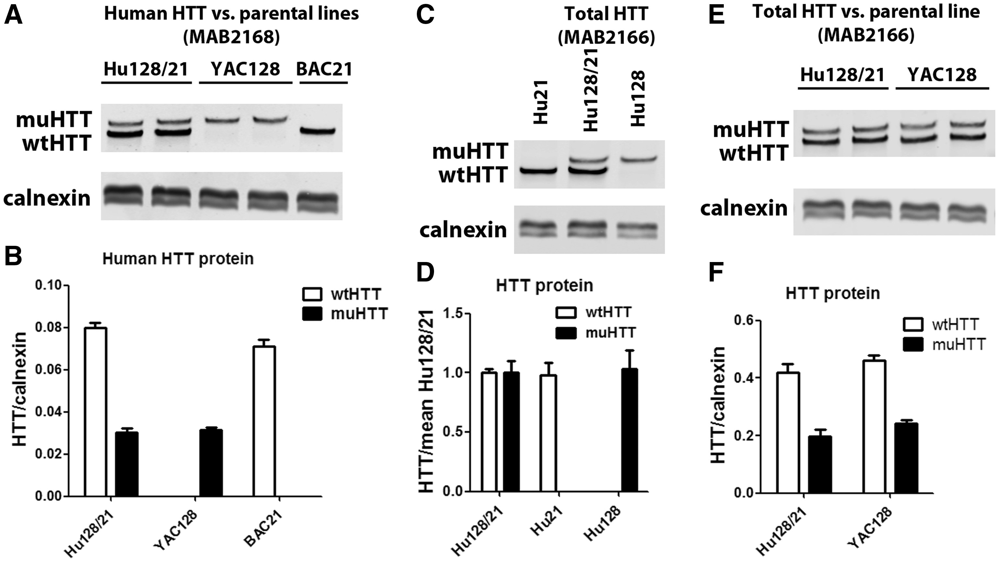 A
Human HTT vs. parental lines
(MAB2168)
Hu128/21 YAC128 BAC21
muHTT
wtHTT
calnexin
B
Human HTT protein
wtHTT
muHTT
HTT/calnexin
0.10
0.08
0.06
0.04
0.02
0.00
Hu128/21 YAC128 BAC21
C
Total HTT
(MAB2166)
Hu21 Hu128/21 Hu128
muHTT
wtHTT
calnexin
D
HTT protein
wtHTT
muHTT
HTT/mean Hu128/21
1.5
1.0
0.5
0.0
Hu128/21 Hu21 Hu128
E
Total HTT vs. parental line
(MAB2166)
Hu128/21 YAC128
muHTT
wtHTT
calnexin
F
HTT protein
wtHTT
muHTT
HTT/calnexin
0.6
0.4
0.2
0.0
Hu128/21 YAC128